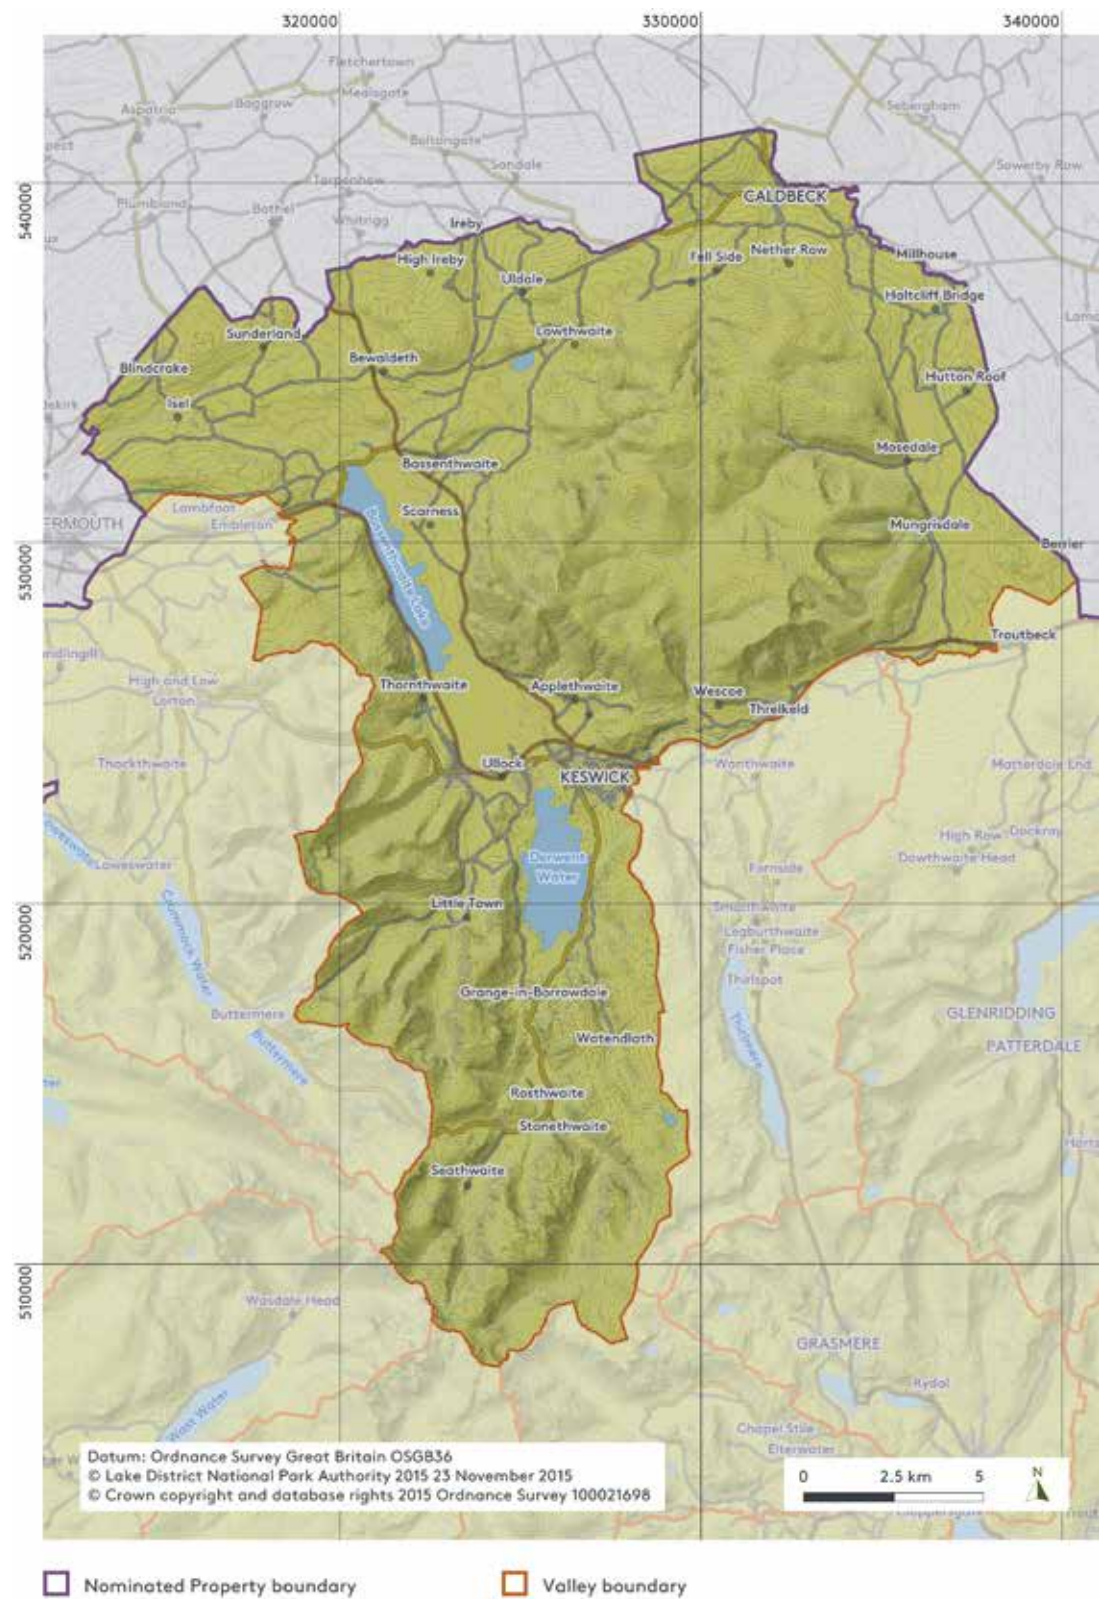 320000
330000
340000
Fletchertown
Mealsgate
Aspatria
Baggrow
Sebergham
Boltongate
Sandale
Sowerby Row
Torpenhow
540000
Plumbland
Bothel
Whitrigg
CALDBECK
Ireby
High Ireby
Fell Side
Nether Row
Millhouse
Uldale
Haltcliff Bridge
Sunderland
Lowthwaite
Bewaldeth
Blindcrake
Hutton Roof
Isel
Mosedale
Bassenthwaite
Lambfoot
Scarness
ERMOUTH
Embleton
Mungrisdale
Berrier
530000
Bassenthwaite Lake
Troutbeck
High and Low
Lorton
Thornthwaite
Applethwaite
Wescoe
Threlkeld
Thackthwaite
Ullock
KESWICK
Wanthwaite
Matterdale End
High Row
Dockray
Derwent
Water
Dowthwaite Head
Loweswater
Fornside
Crummock Water
Little Town
Smaithwaite
520000
Legburthwaite
Fisher Place
Thirlspot
Grange-in-Borrowdale
Buttermere
GLENRIDDING
Watendlath
Thirlmere
Buttermere
PATTERDALE
Rosthwaite
Stonethwaite
Seathwaite
510000
Wasdale Head
GRASMERE
Rydal
Wast Water
Chapel Stile
Elterwater
Datum: Ordnance Survey Great Britain OSGB36
© Lake District National Park Authority 2015 23 November 2015
© Crown copyright and database rights 2015 Ordnance Survey 100021698
0 2.5 km 5
N
Nominated Property boundary
Valley boundary